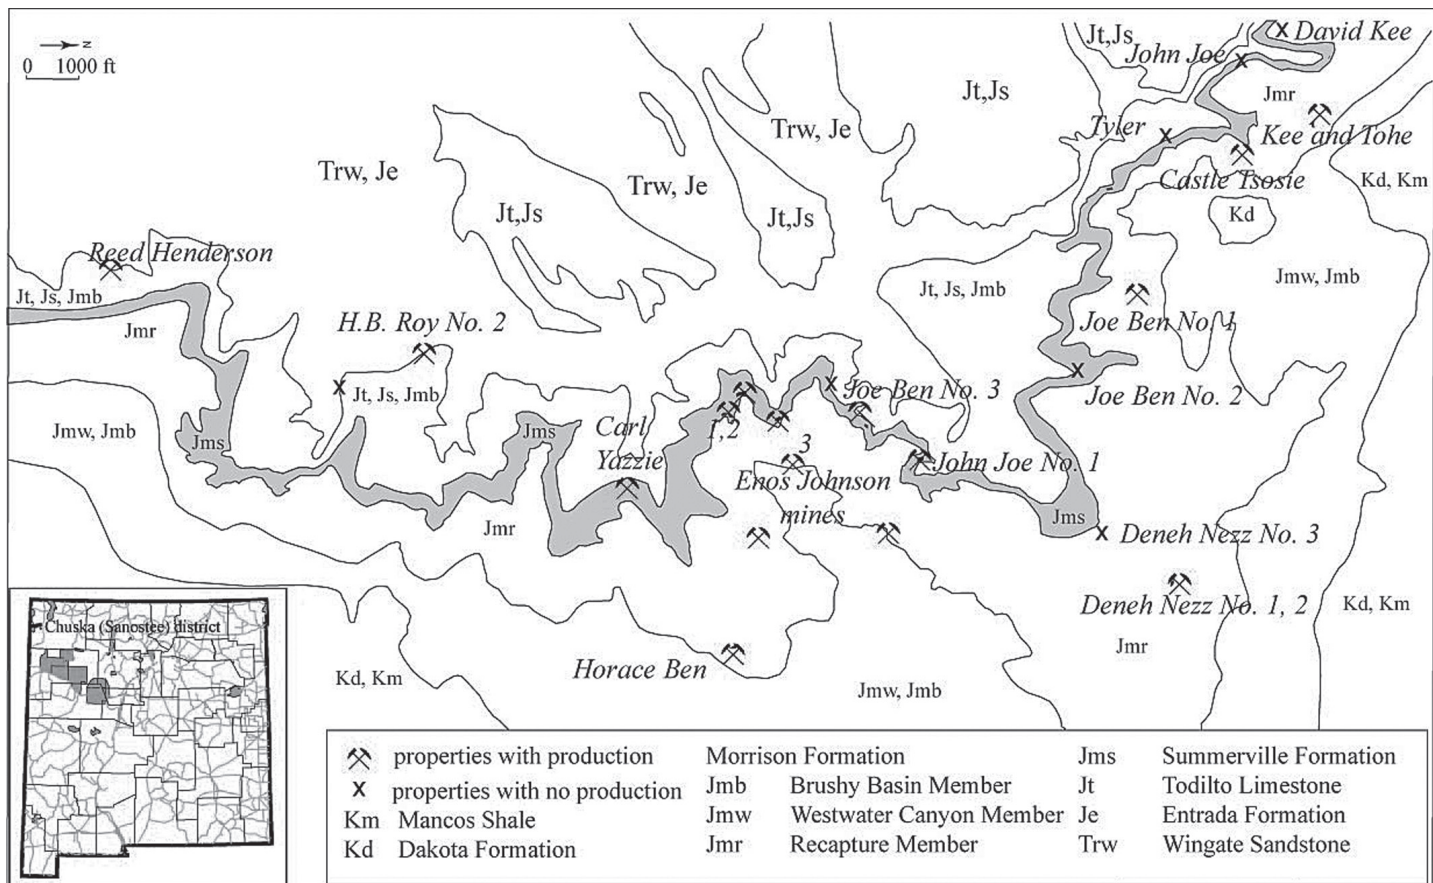 N
0 1000 ft
David Kee
Jt,Js
John Joe
Jmr
Jt,Js
Tyler
Kee and Tohe
Trw, Je
Castle Tsosie
Kd, Km
Trw, Je
Trw, Je
Jt,Js
Jt,Js
Kd
Reed Henderson
Jt, Js, Jmb
Jt, Js, Jmb
Jmw, Jmb
Jmr
H.B. Roy No. 2
Joe Ben No. 1
Jt, Js, Jmb
Joe Ben No. 3
Joe Ben No. 2
Jmw, Jmb
Jms
Jms
Carl
Yazzie
1,2
3
John Joe No. 1
Enos Johnson
mines
Jmr
Jms
Deneh Nezz No. 3
Deneh Nezz No. 1, 2
Kd, Km
Jmr
Horace Ben
Kd, Km
Jmw, Jmb
Chuska (Sanostee) district
properties with production
x properties with no production
Km Mancos Shale
Kd Dakota Formation
Morrison Formation
Jmb Brushy Basin Member
Jmw Westwater Canyon Member
Jmr Recapture Member
Jms Summerville Formation
Jt Todilto Limestone
Je Entrada Formation
Trw Wingate Sandstone